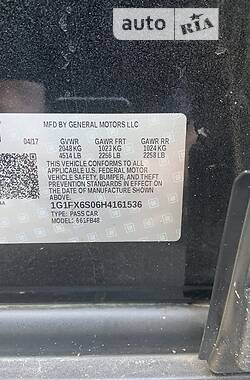 auto RIA
MFD BY GENERAL MOTORS LLC
04/17 GVWR GAWR FRT GAWR RR
2048 KG 1023 KG 1024 KG
4514 LB 2256 LB 2258 LB
THIS VEHICLE CONFORMS TO ALL
APPLICABLE U.S. FEDERAL MOTOR
VEHICLE SAFETY, BUMPER, AND THEFT
PREVENTION STANDARDS IN EFFECT
ON THE DATE OF MANUFACTURE
SHOWN ABOVE.
1G1FX6S06H4161536
TYPE: PASS CAR
MODEL: